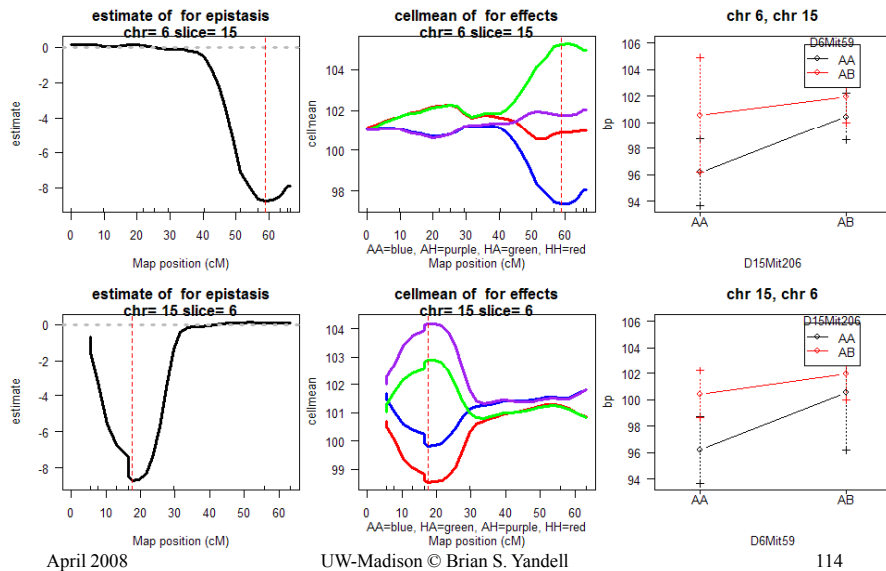 estimate of for epistasis
chr= 6 slice= 15
estimate
0
-2
-4
-6
-8
0 10 20 30 40 50 60
Map position (cM)
cellmean of for effects
chr= 6 slice= 15
cellmean
106
104
102
100
98
0 10 20 30 40 50 60
AA=blue, AH=purple, HA=green, HH=red
Map position (cM)
chr 6, chr 15
bp
106
104
102
100
98
96
94
D6Mit59
AA
AB
AA AB
D15Mit206
estimate of for epistasis
chr= 15 slice= 6
estimate
0
-2
-4
-6
-8
0 10 20 30 40 50 60
Map position (cM)
cellmean of for effects
chr= 15 slice= 6
cellmean
104
103
102
101
100
99
0 10 20 30 40 50 60
AA=blue, HA=green, AH=purple, HH=red
Map position (cM)
chr 15, chr 6
bp
106
104
102
100
98
96
94
D15Mit206
AA
AB
AA AB
D6Mit59
April 2008 UW-Madison © Brian S. Yandell 114